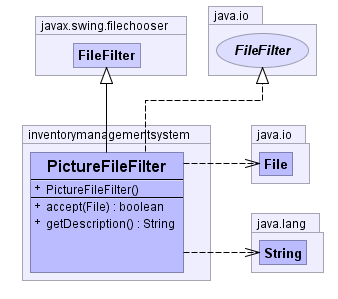 javax.swing.filechooser
FileFilter
java.io
FileFilter
inventorymanagementsystem
PictureFileFilter
+ PictureFileFilter()
+ accept(File) : boolean
+ getDescription() : String
java.io
File
java.lang
String